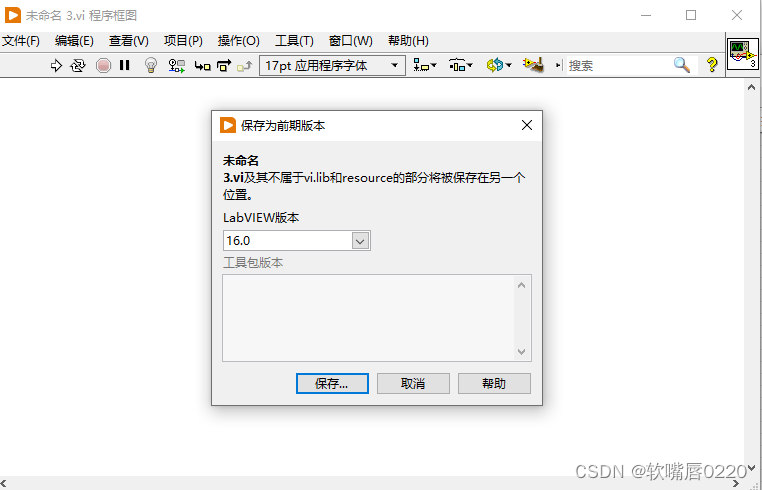 未命名 3.vi 程序框图
文件(F) 编辑(E) 查看(V) 项目(P) 操作(O) 工具(T) 窗口(W) 帮助(H)
17pt 应用程序字体 搜索
3
保存为前期版本
未命名
3.vi及其不属于vi.lib和resource的部分将被保存在另一个
位置。
LabVIEW版本
16.0
工具包版本
保存... 取消 帮助
CSDN @软嘴唇0220